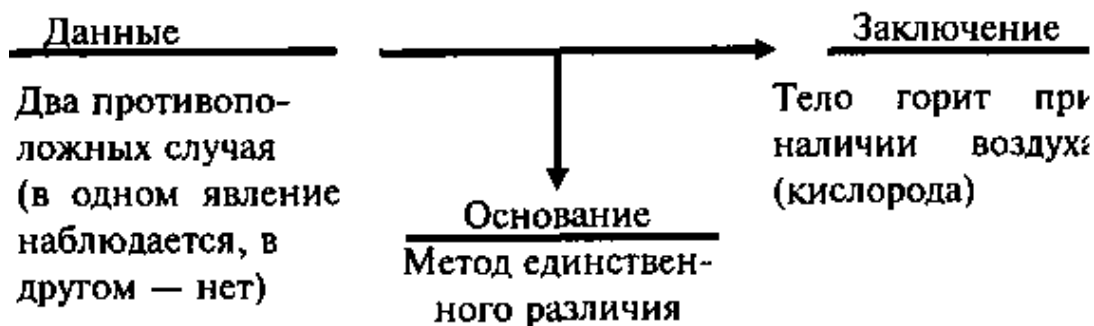 Данные
Заключение
Два противопо-
ложных случая
(в одном явление
наблюдается, в
другом — нет)
Тело горит при
наличии воздуха
(кислорода)
Основание
Метод единствен-
ного различия